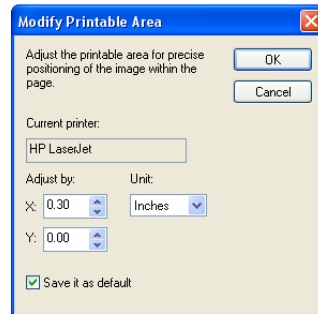 Modify Printable Area
Adjust the printable area for precise
positioning of the image within the
page.
OK
Cancel
Current printer:
HP LaserJet
Adjust by:
Unit:
X: 0.30
Inches
Y: 0.00
Save it as default